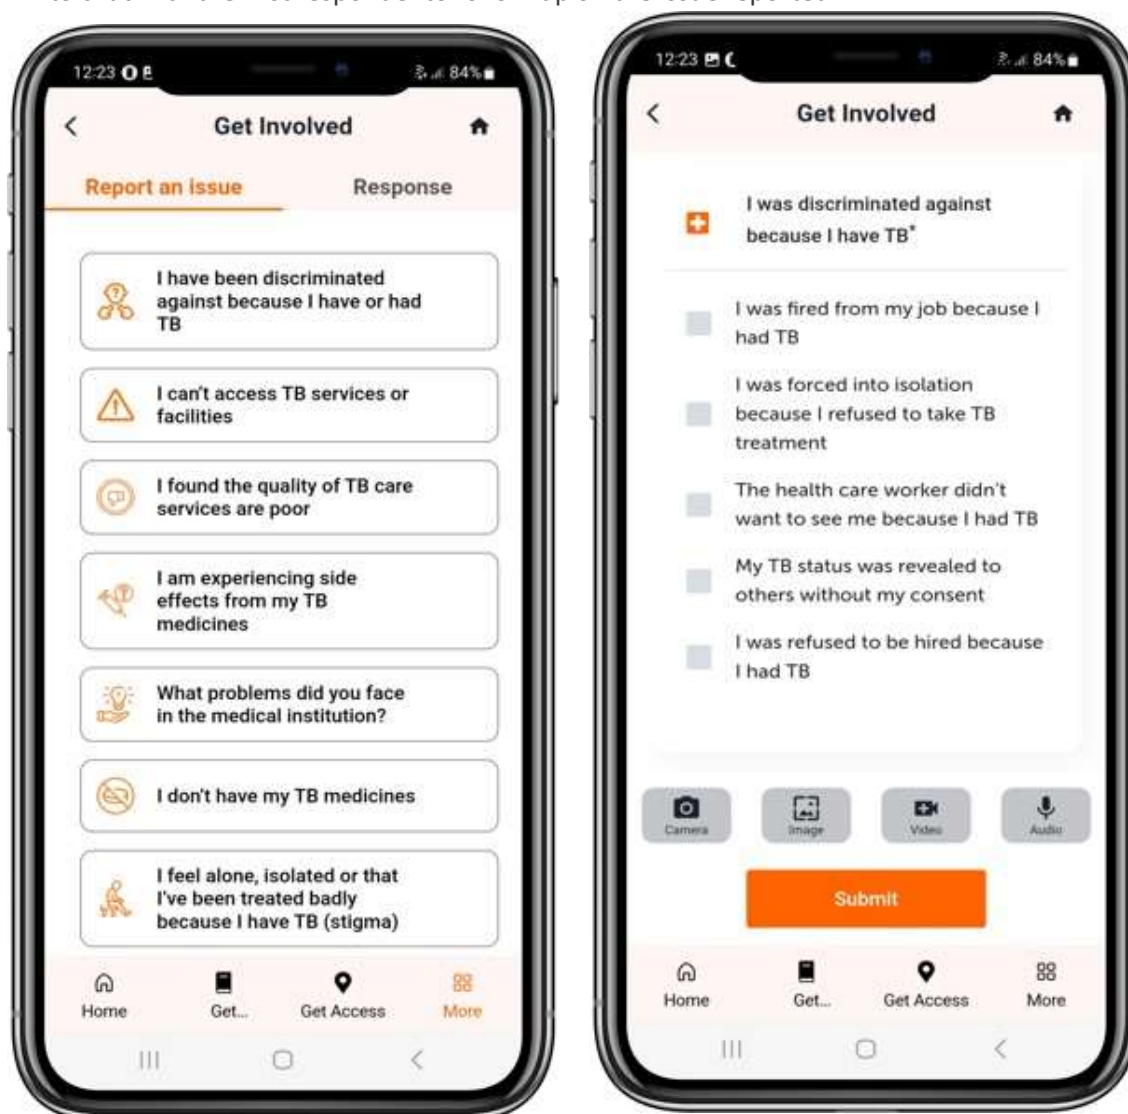 12:23
84%
Get Involved
Report an issue
Response
I have been discriminated
against because I have or had
TB
I can't access TB services or
facilities
I found the quality of TB care
services are poor
I am experiencing side
effects from my TB
medicines
What problems did you face
in the medical institution?
I don't have my TB medicines
I feel alone, isolated or that
I've been treated badly
because I have TB (stigma)
Home
Get...
Get Access
More
12:23
84%
Get Involved
I was discriminated against
because I have TB*
I was fired from my job because I
had TB
I was forced into isolation
because I refused to take TB
treatment
The health care worker didn't
want to see me because I had TB
My TB status was revealed to
others without my consent
I was refused to be hired because
I had TB
Camera
Image
Video
Audio
Submit
Home
Get...
Get Access
More